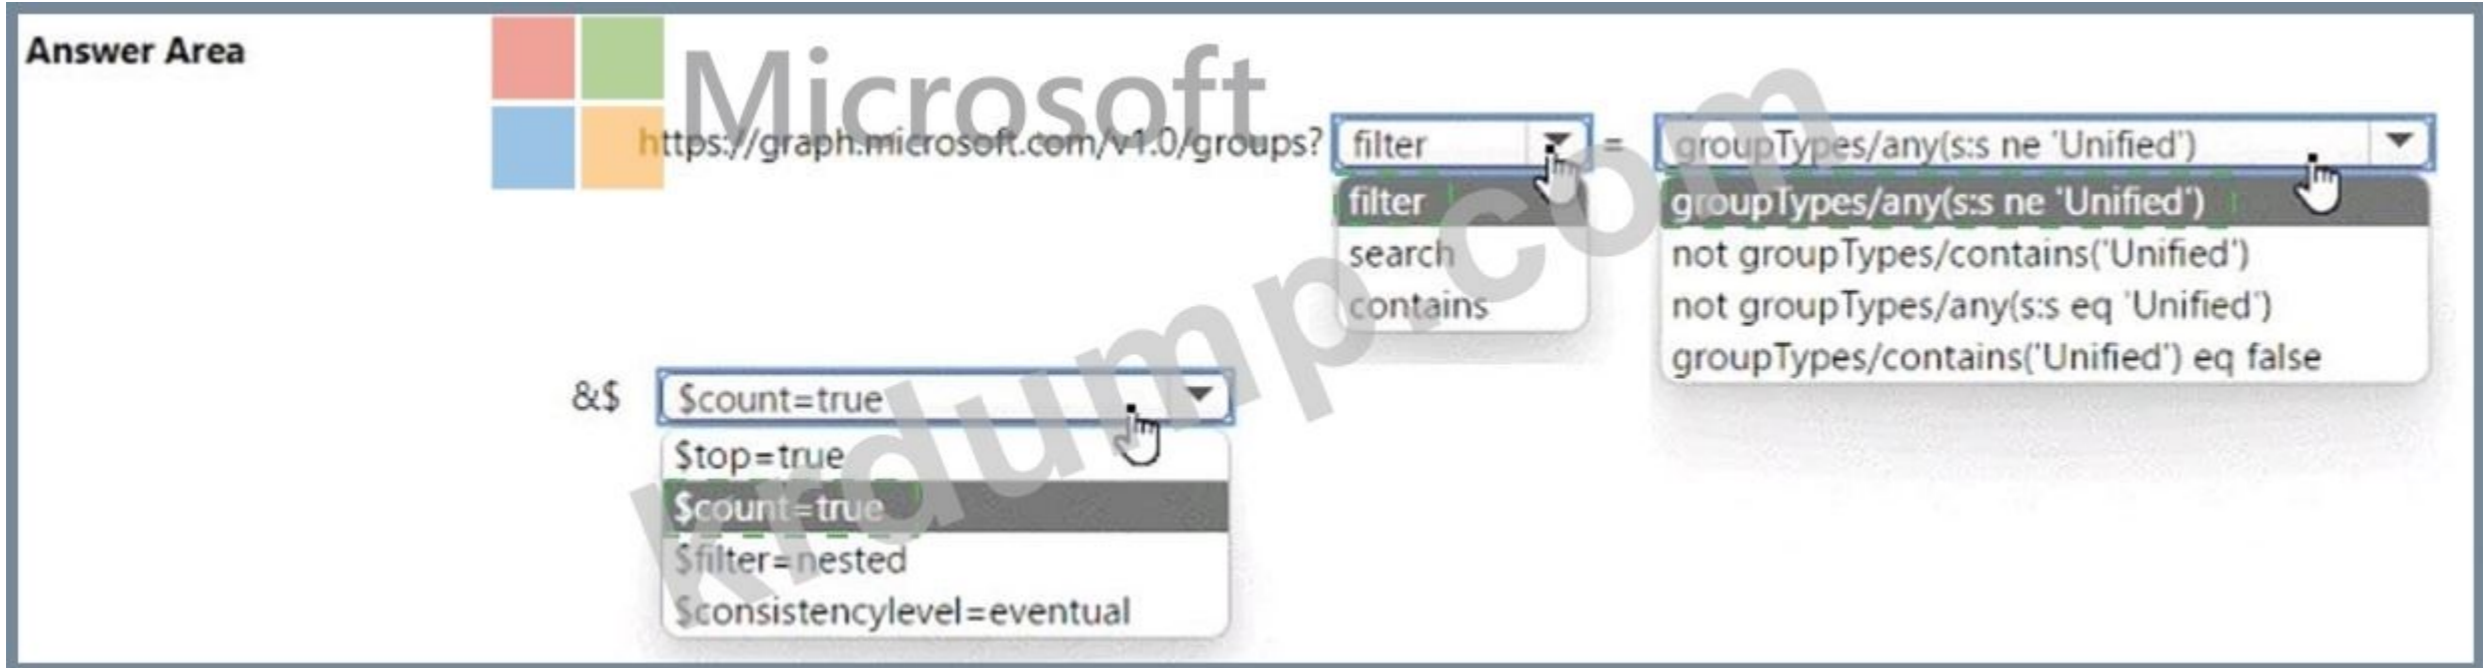 Answer Area
Microsoft
https://graph.microsoft.com/v1.0/groups? filter = groupTypes/any(s:s ne 'Unified')
filter
search
contains
groupTypes/any(s:s ne 'Unified')
not groupTypes/contains('Unified')
not groupTypes/any(s:s eq 'Unified')
groupTypes/contains('Unified') eq false
&$ $count=true
$top=true
$count=true
$filter=nested
$consistencylevel=eventual
krdump.com